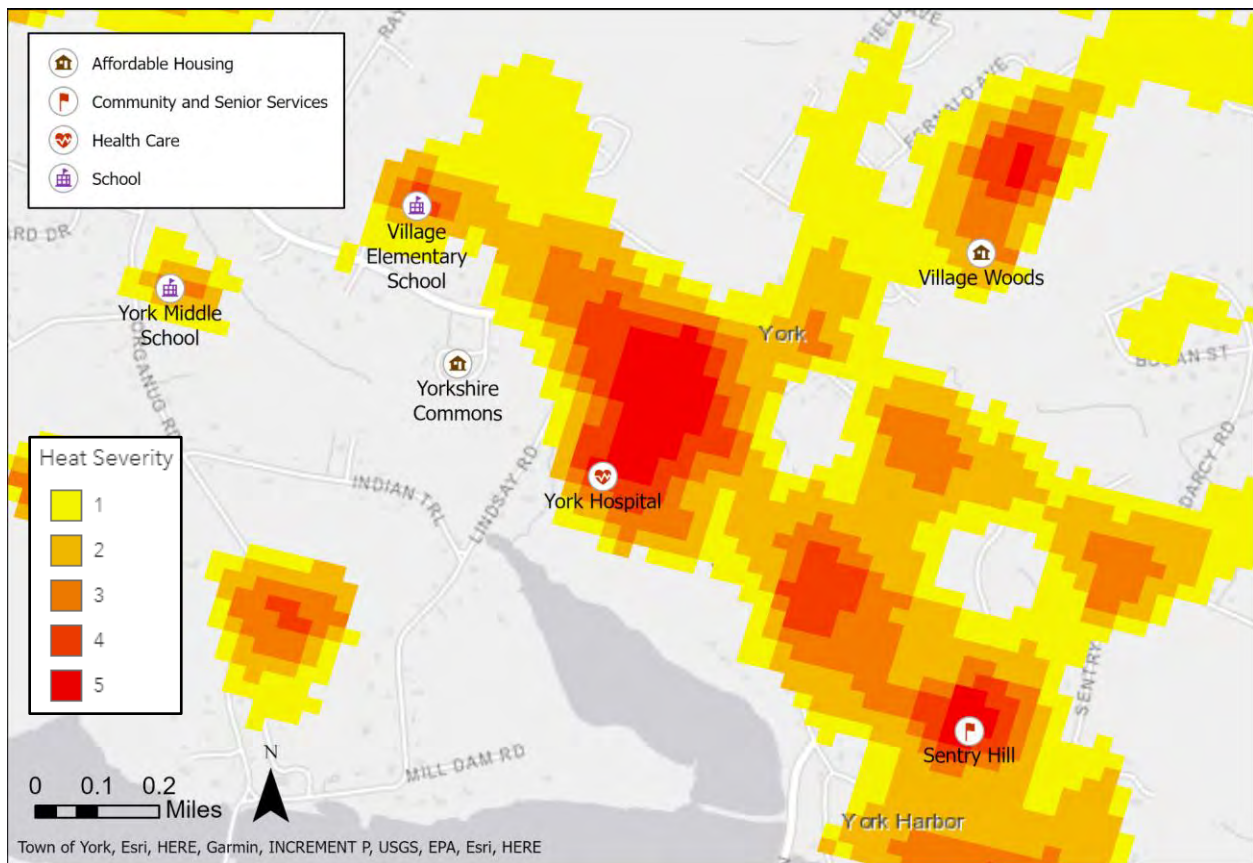 Affordable Housing
Community and Senior Services
Health Care
School
FERNALD AVE
Village
Elementary
School
York Middle
School
Village Woods
York
Yorkshire
Commons
York Hospital
INDIAN TRL
LINDSAY RD
DARCY RD
Heat Severity
1
2
3
4
5
SENTRY
Sentry Hill
MILL DAM RD
York Harbor
N
0 0.1 0.2
Miles
Town of York, Esri, HERE, Garmin, INCREMENT P, USGS, EPA, Esri, HERE